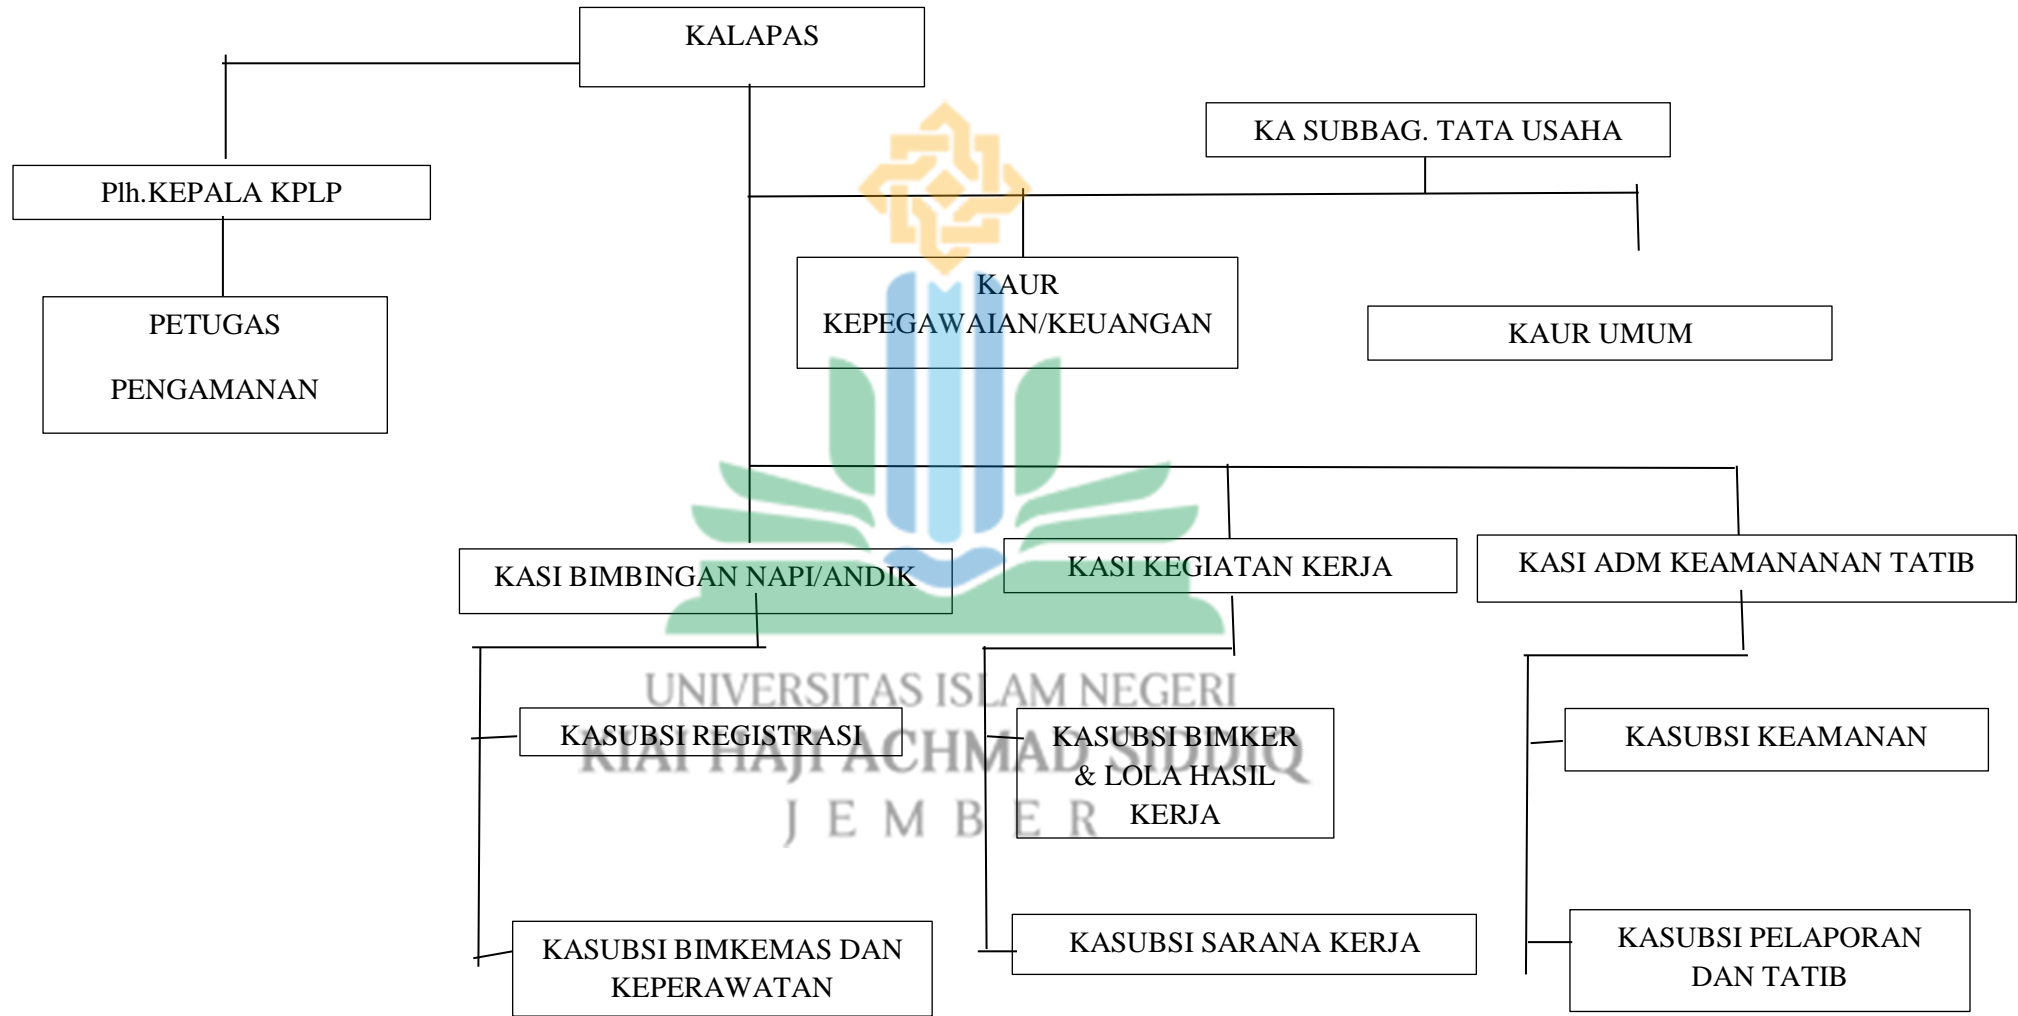 KALAPAS
KA SUBBAG. TATA USAHA
Plh.KEPALA KPLP
PETUGAS
PENGAMANAN
KAUR
KEPEGAWAIAN/KEUANGAN
KAUR UMUM
KASI BIMBINGAN NAPI/ANDIK
KASI KEGIATAN KERJA
KASI ADM KEAMANANAN TATIB
UNIVERSITAS ISLAM NEGERI
KIAI HAJI ACHMAD SIDDIQ
JEMBER
KASUBSI REGISTRASI
KASUBSI BIMKER
& LOLA HASIL
KERJA
KASUBSI KEAMANAN
KASUBSI BIMKEMAS DAN
KEPERAWATAN
KASUBSI SARANA KERJA
KASUBSI PELAPORAN
DAN TATIB